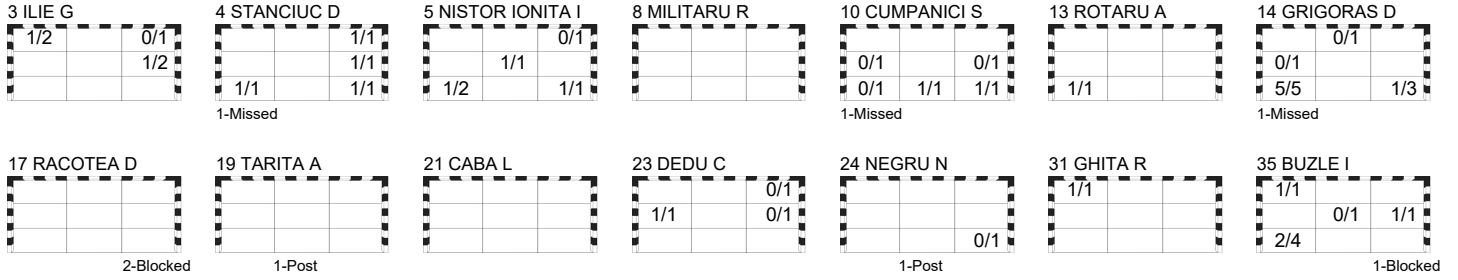 3 ILIE G 4 STANCIUC D 5 NISTOR IONITA I 8 MILITARU R 10 CUMPANICI S 13 ROTARU A 14 GRIGORAS D
1/2 0/1 1/1 0/1 0/1
1/2 1/1 1/1 0/1 0/1 0/1
1/1 1/1 1/2 1/1 0/1 1/1 1/1 1/1 5/5 1/3
1-Missed 1-Missed 1-Missed
17 RACOTEA D 19 TARITA A 21 CABA L 23 DEDU C 24 NEGRU N 31 GHITA R 35 BUZLE I
0/1 1/1 1/1
1/1 0/1 0/1 1/1
0/1 2/4
2-Blocked 1-Post 1-Post 1-Blocked